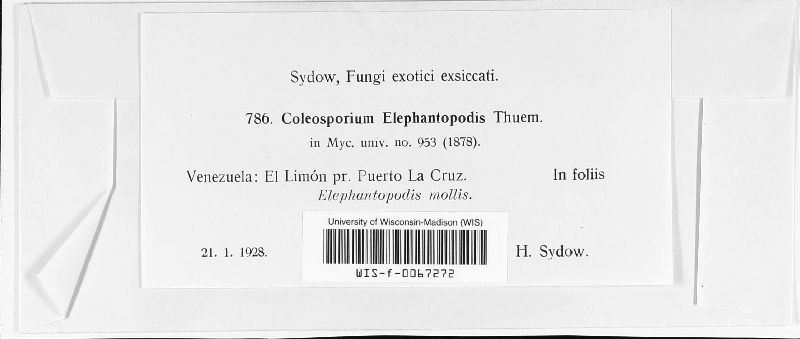 Sydow, Fungi exotici exsiccati.
786. Coleosporium Elephantopodis Thuem.
in Myc. univ. no. 953 (1878).
Venezuela: El Limón pr. Puerto La Cruz. In foliis
Elephantopodis mollis.
University of Wisconsin-Madison (WIS)
21. 1. 1928. H. Sydow.
WIS-f-0067272